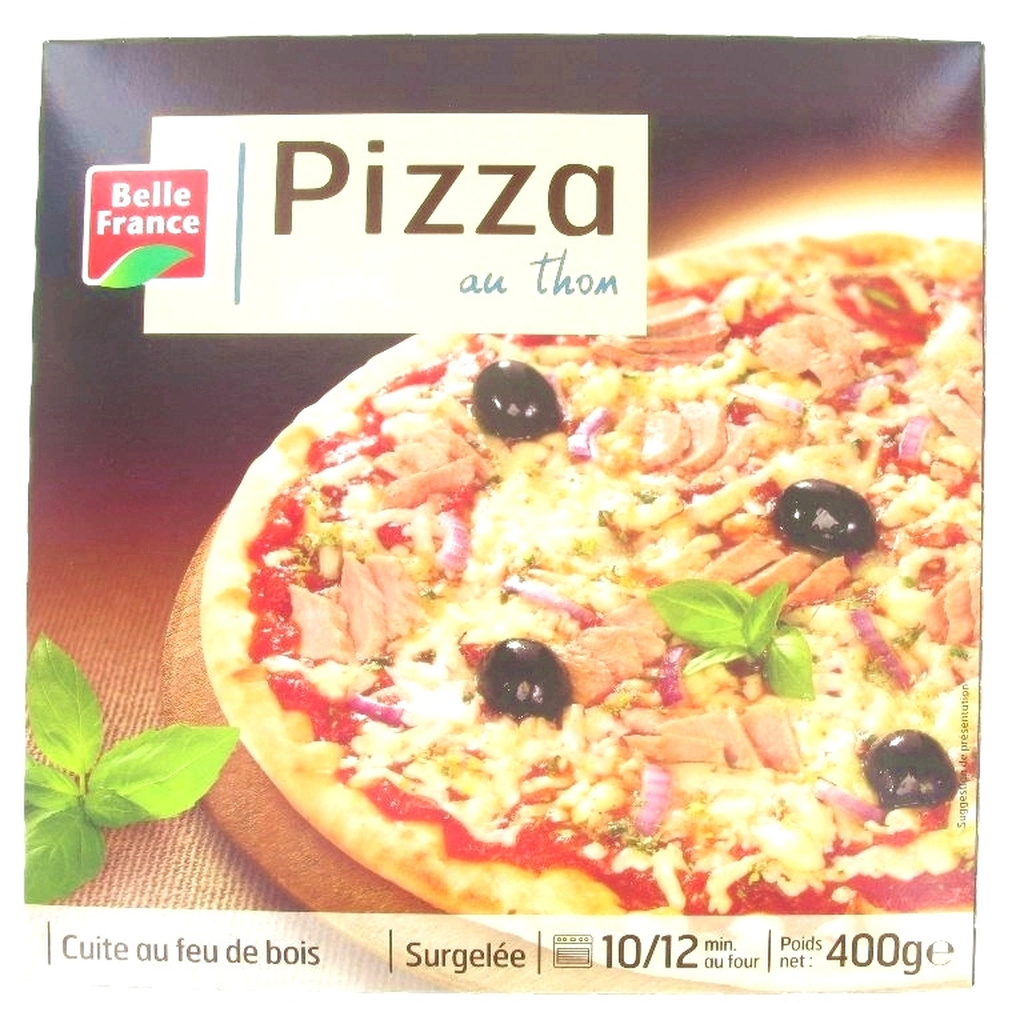 Belle
France
Pizza
au thon
Suggestion de présentation
Cuite au feu de bois
Surgelée
10/12 min.
au four
Poids
net :
400g℮